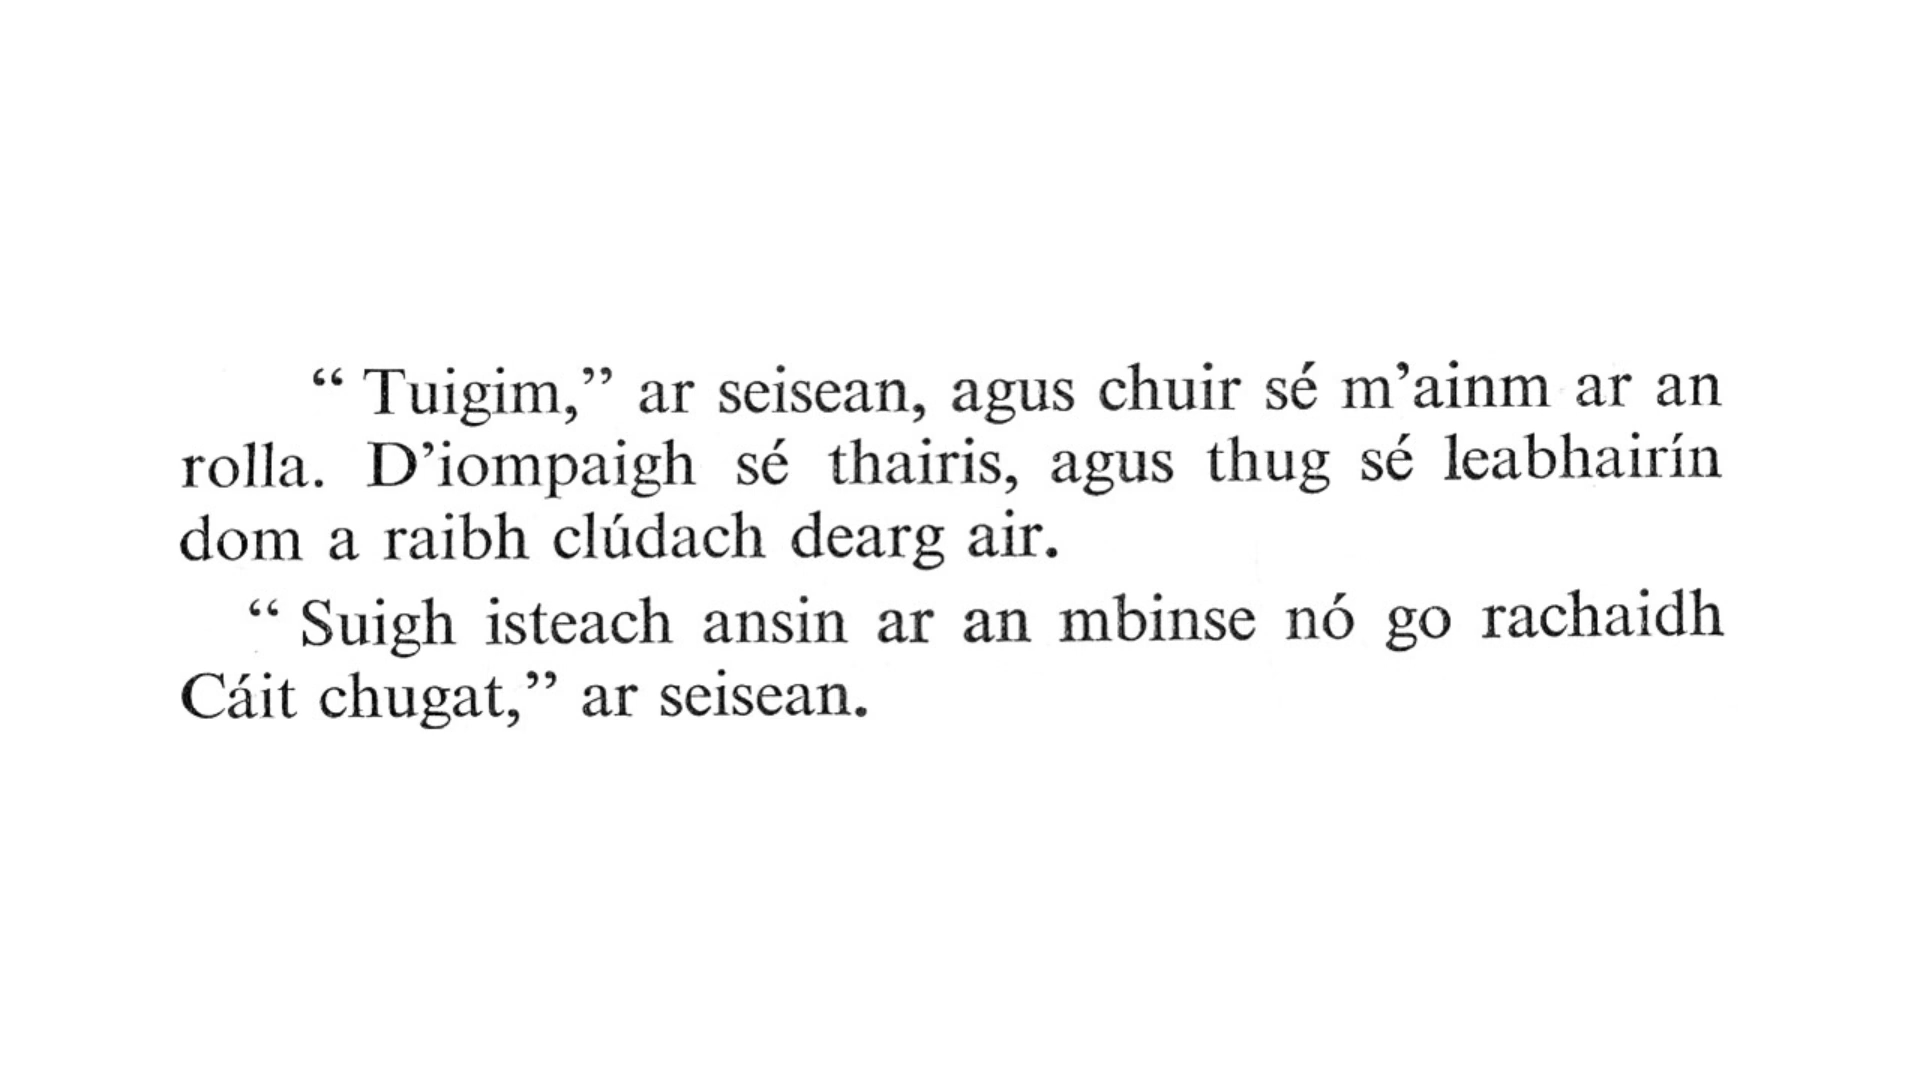 “ Tuigim,” ar seisean, agus chuir sé m’ainm ar an
rolla. D’iompaigh sé thairis, agus thug sé leabhairín
dom a raibh clúdach dearg air.
“ Suigh isteach ansin ar an mbinse nó go rachaidh
Cáit chugat,” ar seisean.